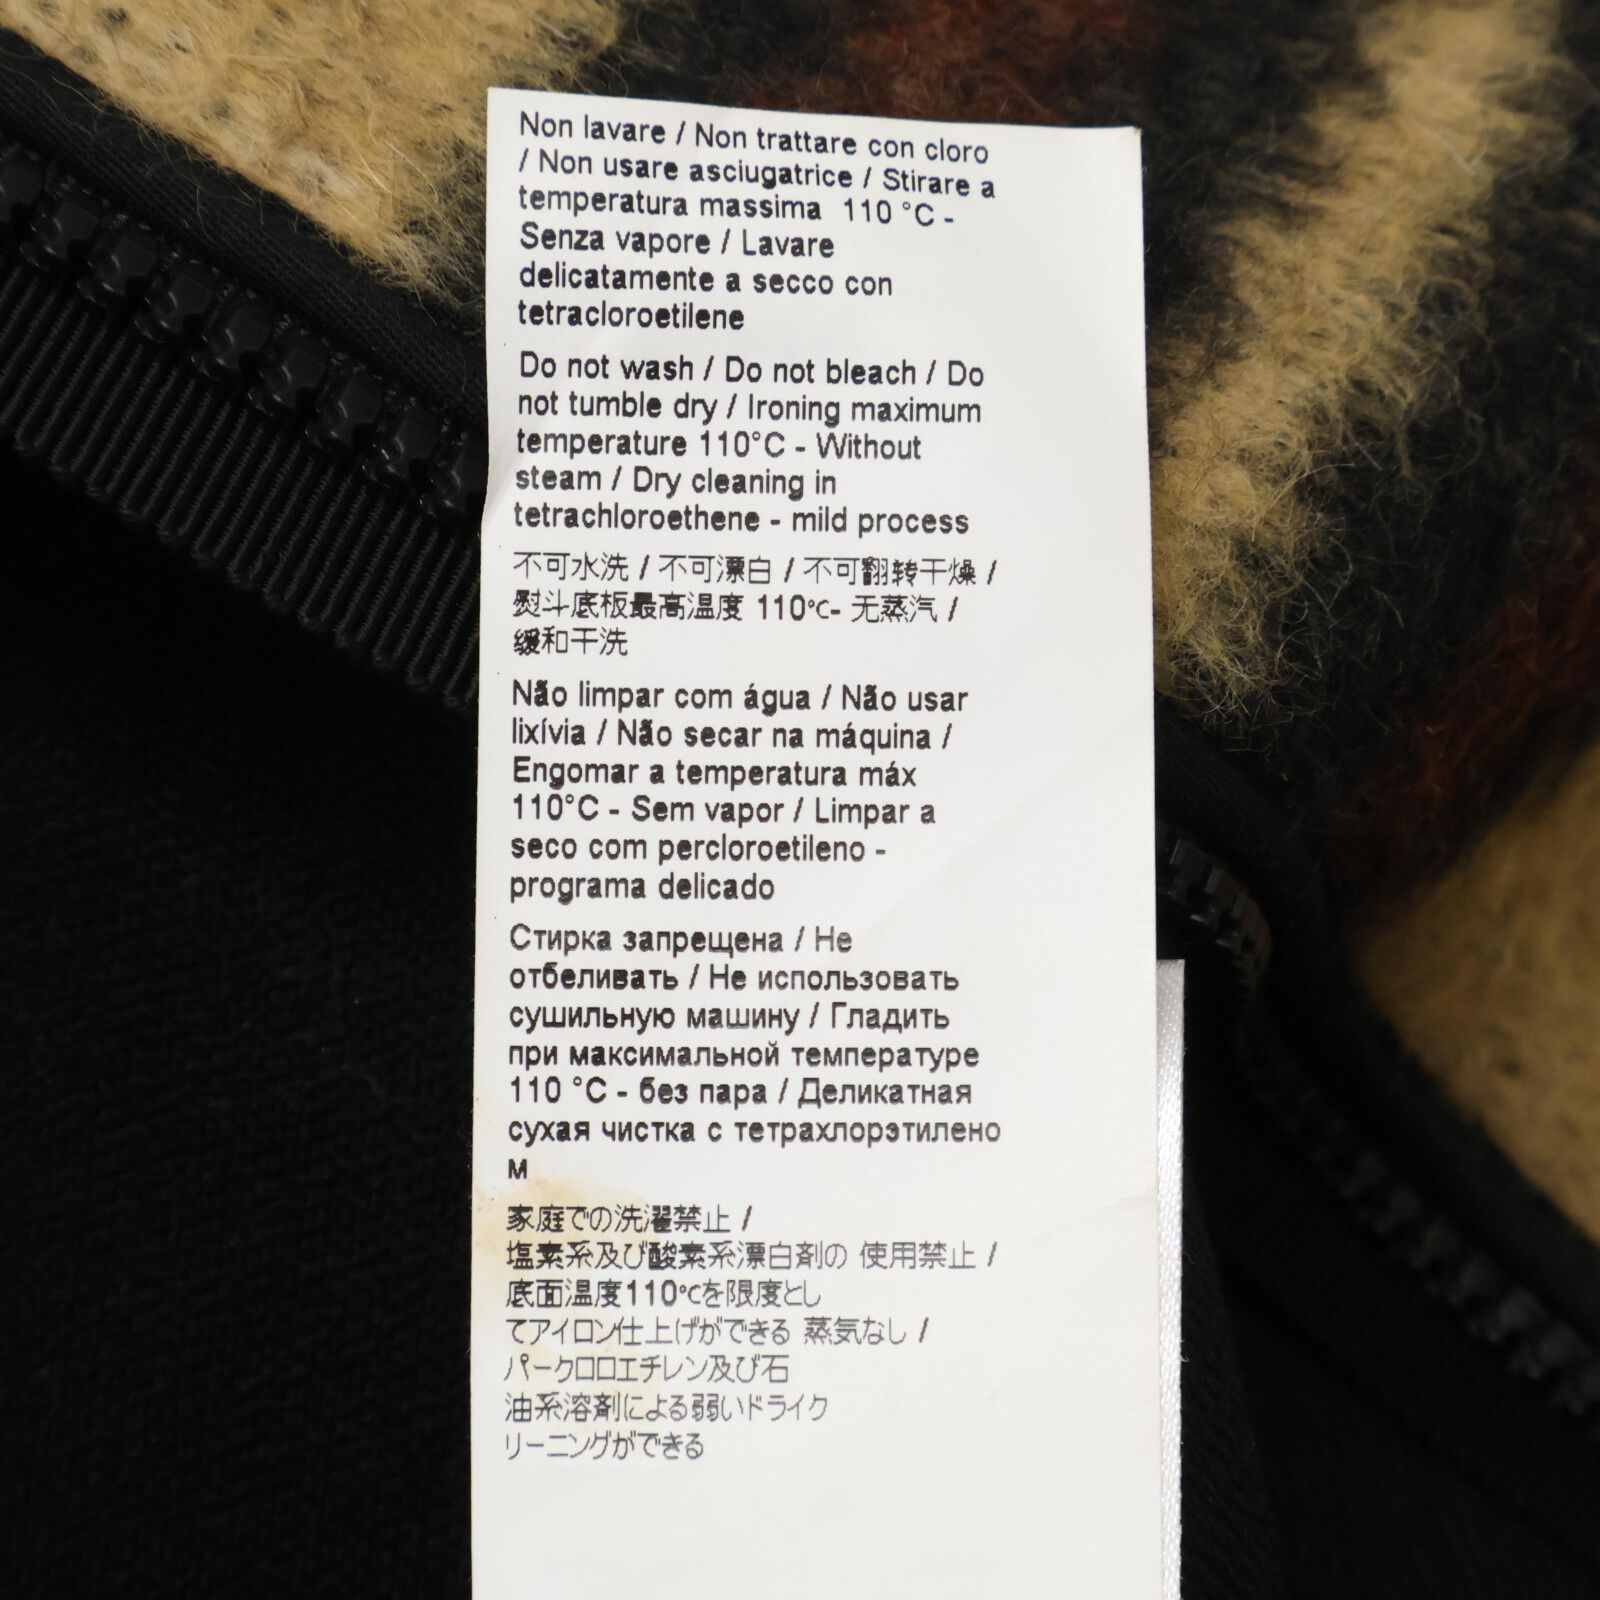 Non lavare / Non trattare con cloro
/ Non usare asciugatrice / Stirare a
temperatura massima 110 °C -
Senza vapore / Lavare
delicatamente a secco con
tetracloroetilene
Do not wash / Do not bleach / Do
not tumble dry / Ironing maximum
temperature 110°C - Without
steam / Dry cleaning in
tetrachloroethene - mild process
不可水洗 / 不可漂白 / 不可翻转干燥 /
熨斗底板最高温度 110℃- 无蒸汽 /
缓和干洗
Não limpar com água / Não usar
lixívia / Não secar na máquina /
Engomar a temperatura máx
110°C - Sem vapor / Limpar a
seco com percloroetileno -
programa delicado
Стирка запрещена / Не
отбеливать / Не использовать
сушильную машину / Гладить
при максимальной температуре
110 °C - без пара / Деликатная
сухая чистка с тетрахлорэтилено
м
家庭での洗濯禁止 /
塩素系及び酸素系漂白剤の 使用禁止 /
底面温度110℃を限度とし
てアイロン仕上げができる 蒸気なし /
パークロロエチレン及び石
油系溶剤による弱いドライク
リーニングができる